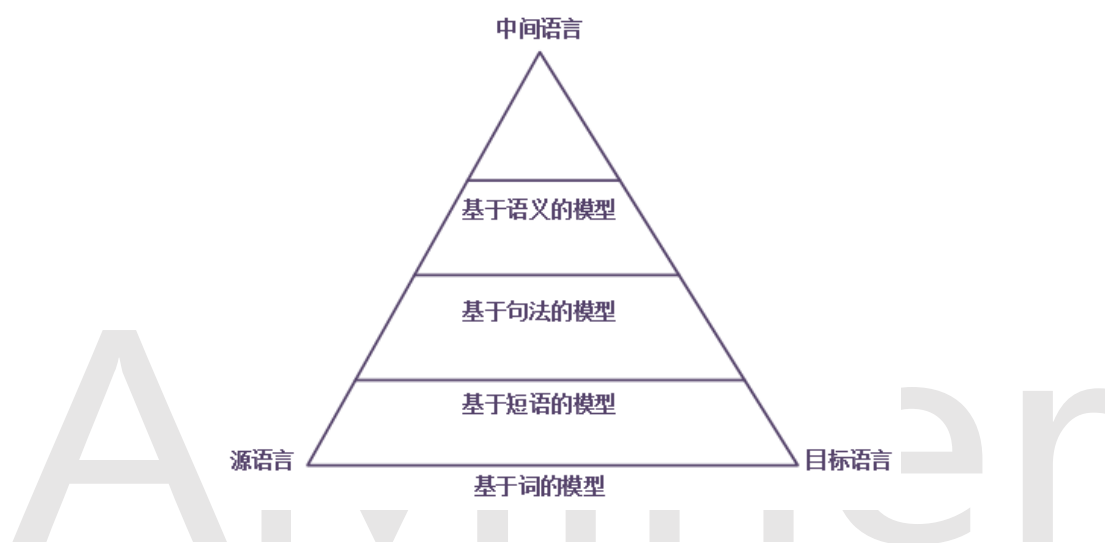 中间语言
基于语义的模型
基于句法的模型
基于短语的模型
源语言
目标语言
基于词的模型